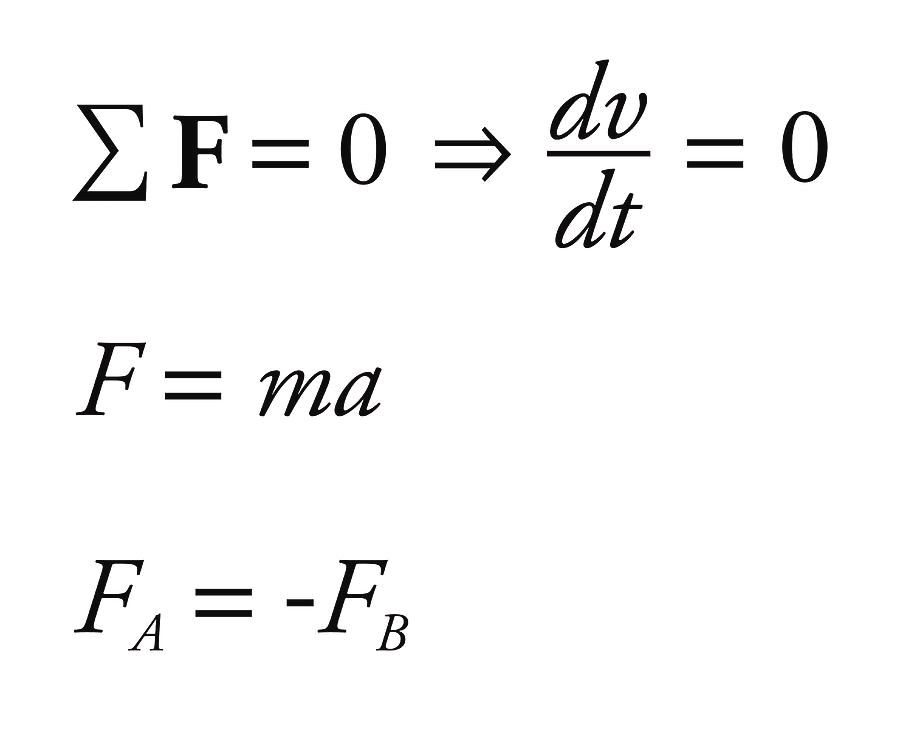 ∑ F = 0 ⇒ dv/dt = 0
F = ma
F_A = -F_B